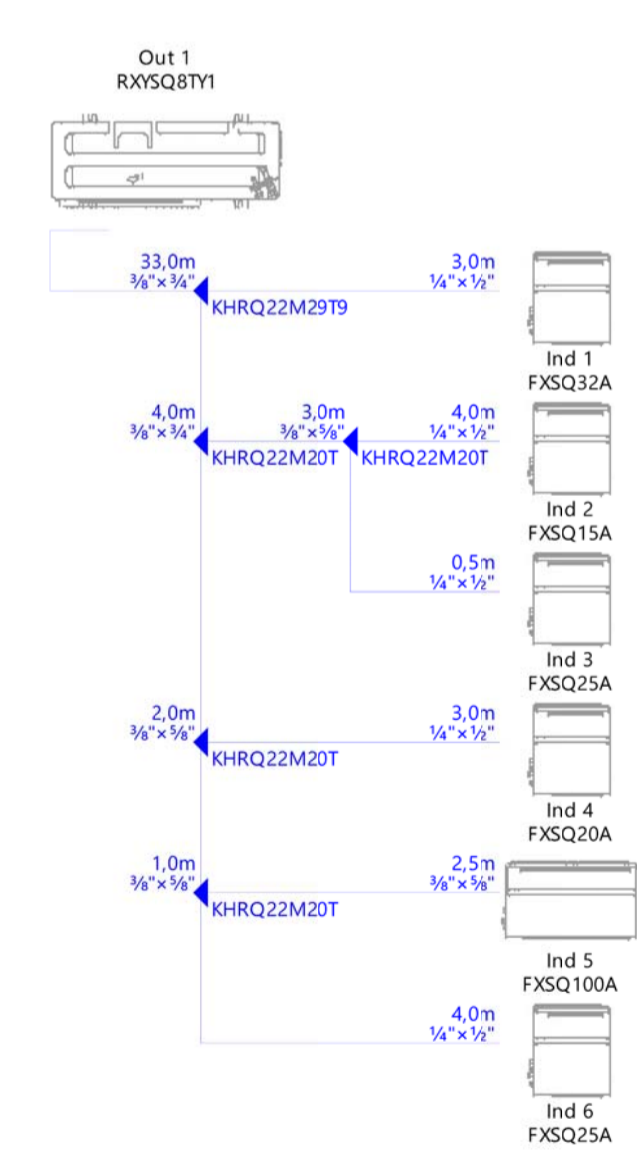 Out 1
RXYSQ8TY1
33,0m
⅜"×¾"
3,0m
¼"×½"
KHRQ22M29T9
Ind 1
FXSQ32A
4,0m
⅜"×¾"
3,0m
⅜"×⅝"
4,0m
¼"×½"
KHRQ22M20T
KHRQ22M20T
Ind 2
FXSQ15A
0,5m
¼"×½"
Ind 3
FXSQ25A
2,0m
⅜"×⅝"
3,0m
¼"×½"
KHRQ22M20T
Ind 4
FXSQ20A
1,0m
⅜"×⅝"
2,5m
⅜"×⅝"
KHRQ22M20T
Ind 5
FXSQ100A
4,0m
¼"×½"
Ind 6
FXSQ25A